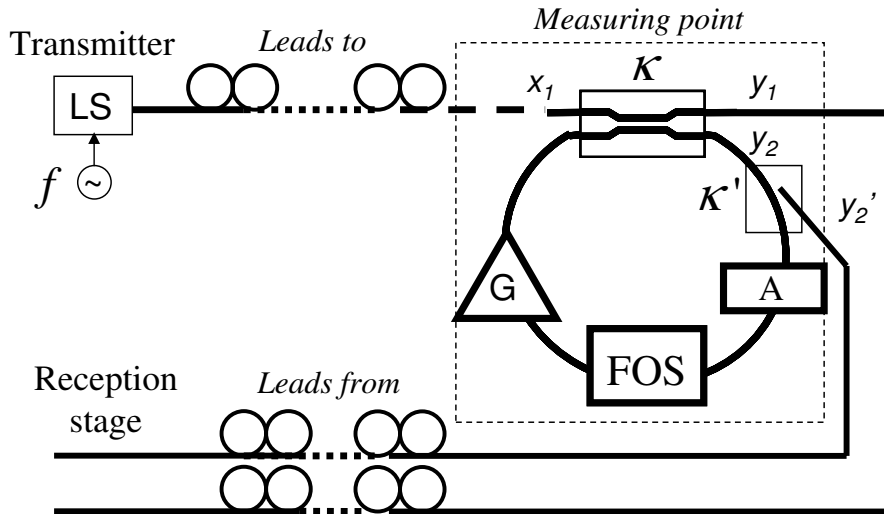 Measuring point
Transmitter
Leads to
LS
x1
κ
y1
y2
f
~
κ'
y2'
G
A
FOS
Reception
stage
Leads from